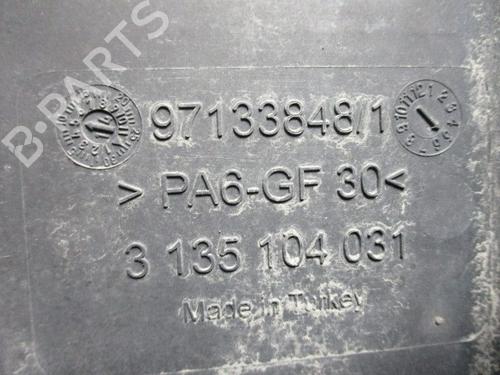 B-PARTS
97133848/1
>PA6-GF 30<
3 135 104 031
Made in Turkey